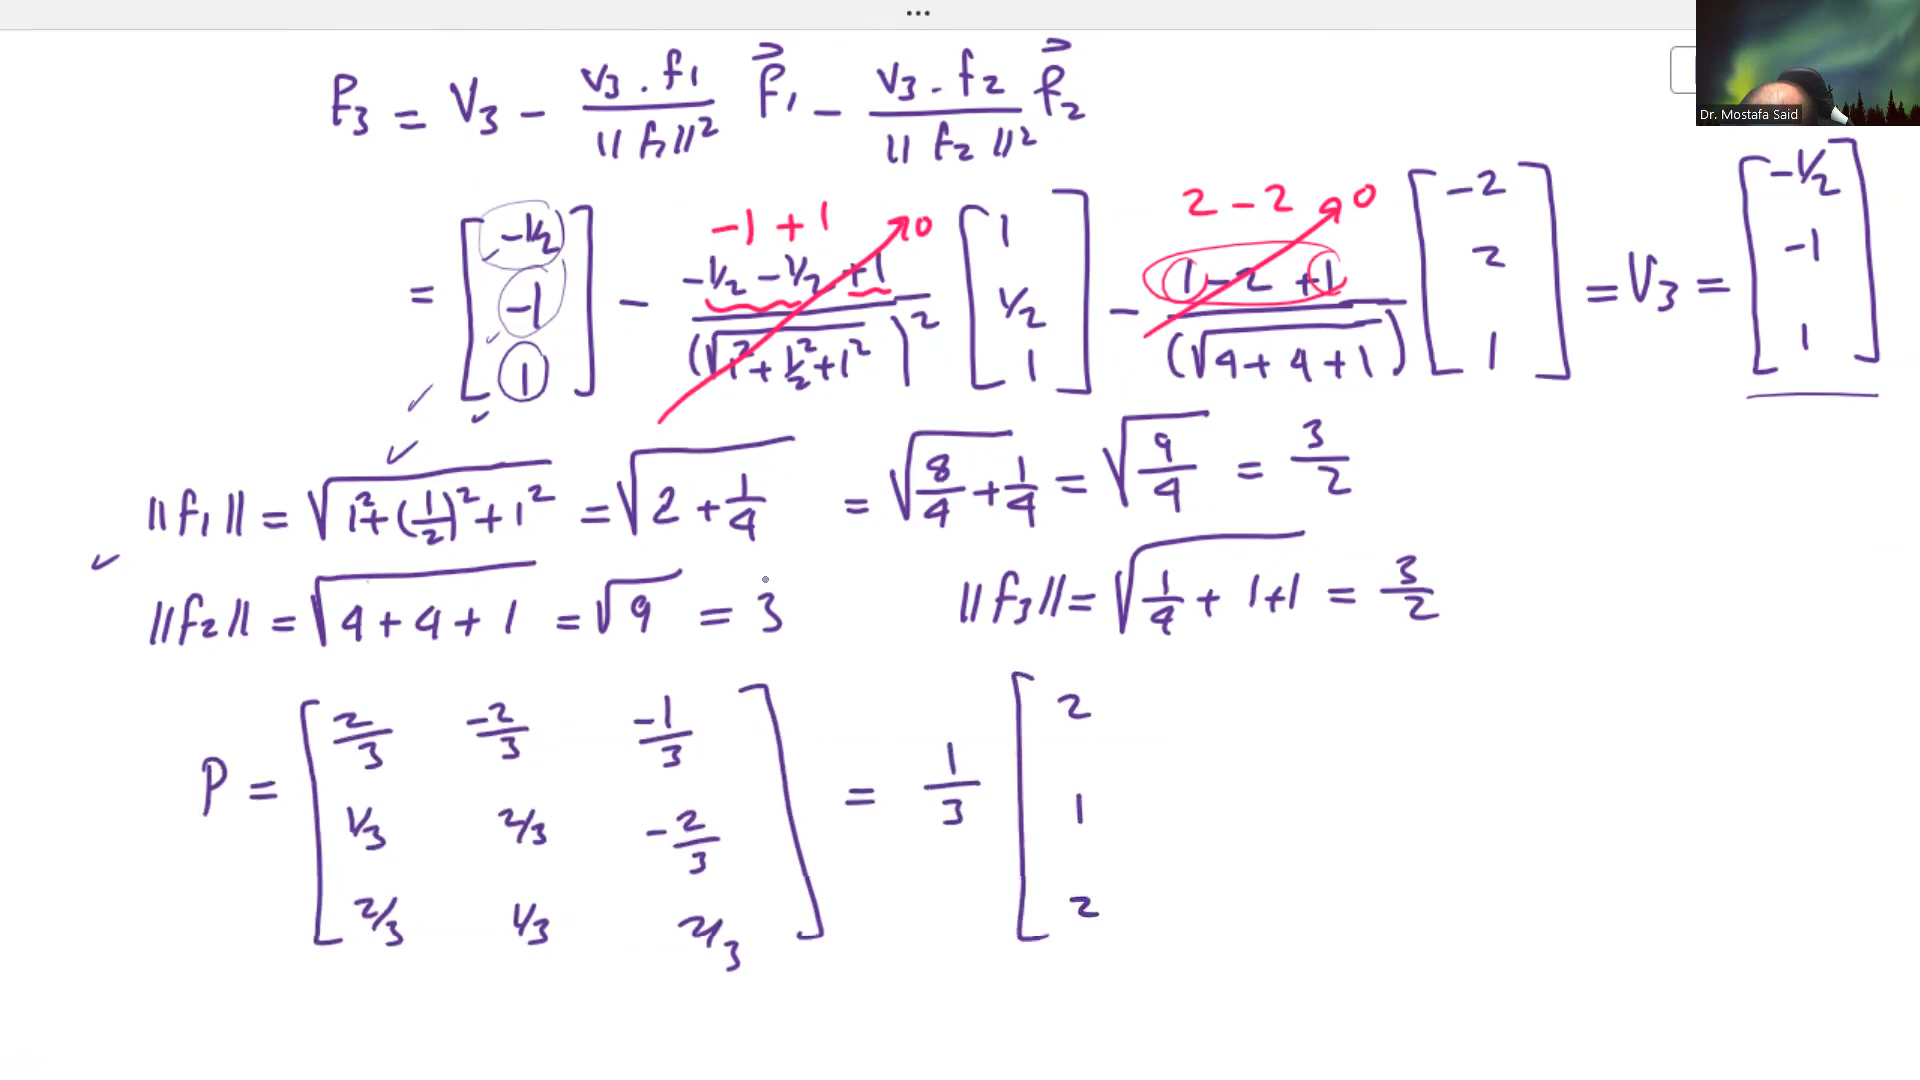 •••
Dr. Mostafa Said
f₃ = V₃ − (V₃ . f₁)/(||f₁||²) f⃗₁ − (V₃ . f₂)/(||f₂||²) f⃗₂
= [−1/2; −1; 1] − (−1/2 −1/2 +1)/(√(1²+1/2²+1²))² [1; 1/2; 1] − (1−2+1)/(√(4+4+1)) [−2; 2; 1] = V₃ = [−1/2; −1; 1]
−1+1 → 0
2−2 → 0
||f₁|| = √(1²+(1/2)²+1²) = √(2+1/4) = √(8/4+1/4) = √(9/4) = 3/2
||f₂|| = √(4+4+1) = √9 = 3
||f₃|| = √(1/4+1+1) = 3/2
P = [2/3 −2/3 −1/3; 1/3 2/3 −2/3; 2/3 1/3 2/3] = 1/3 [2; 1; 2